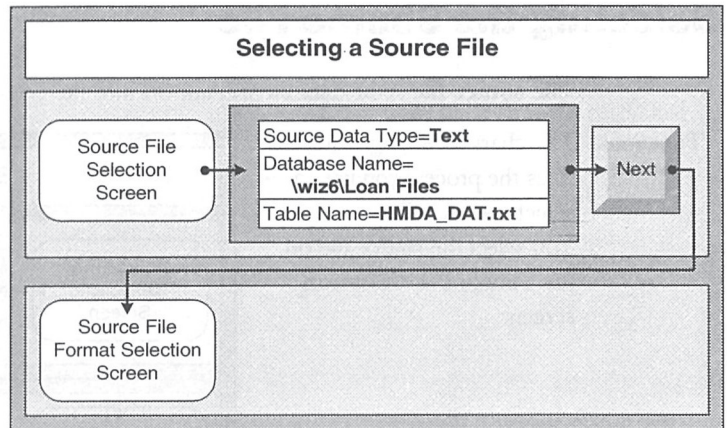 Selecting a Source File
Source File
Selection
Screen
Source Data Type=Text
Database Name=
\wiz6\Loan Files
Table Name=HMDA_DAT.txt
Next
Source File
Format Selection
Screen